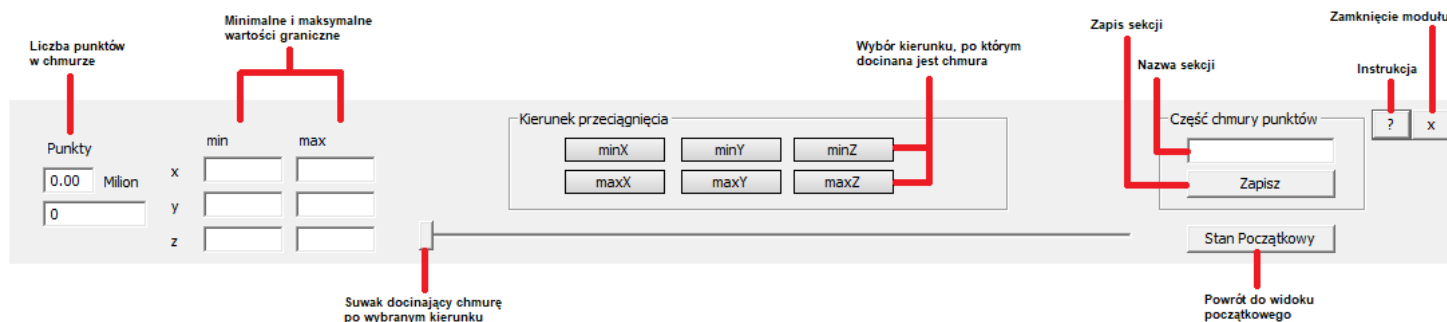 Minimalne i maksymalne
wartości graniczne
Zamknięcie modułu
Zapis sekcji
Liczba punktów
w chmurze
Wybór kierunku, po którym
docinana jest chmura
Nazwa sekcji
Instrukcja
Kierunek przeciągnięcia
Część chmury punktów
? x
min max
Punkty
minX minY minZ
x
0.00 Milion
maxX maxY maxZ
Zapisz
y
0
z
Stan Początkowy
Suwak docinający chmurę
po wybranym kierunku
Powrót do widoku
początkowego